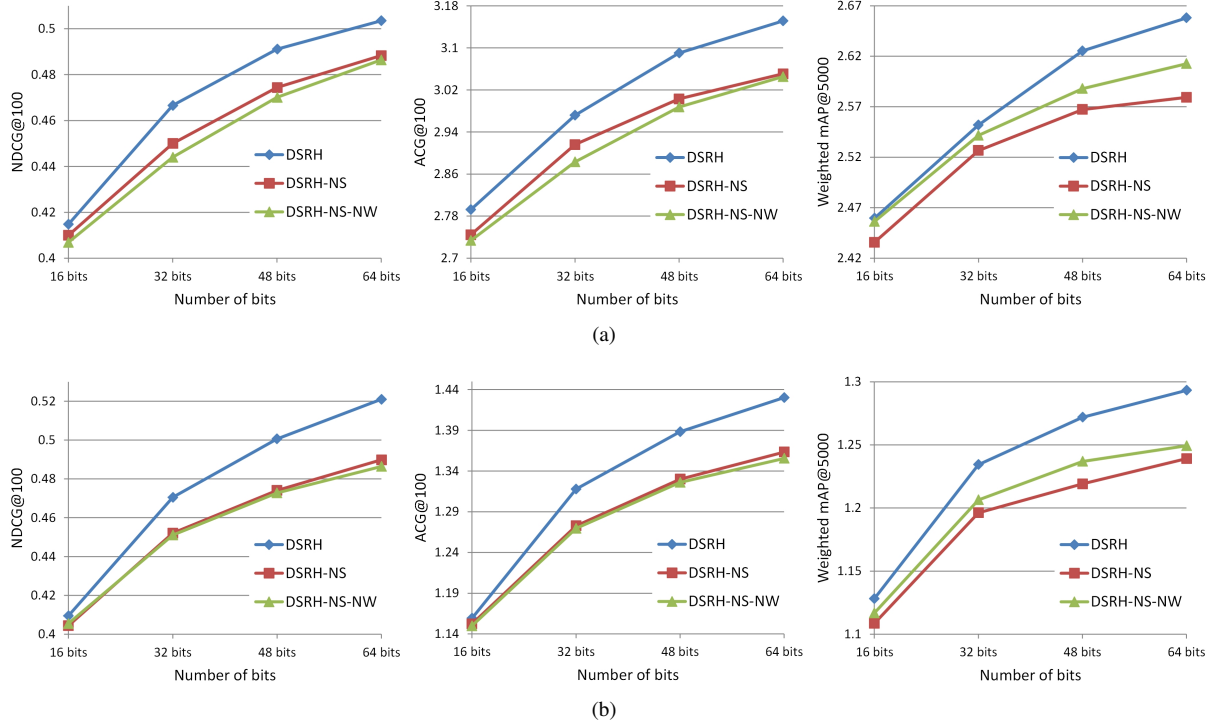 NDCG@100
0.5
0.48
0.46
0.44
0.42
0.4
16 bits 32 bits 48 bits 64 bits
Number of bits
DSRH
DSRH-NS
DSRH-NS-NW
ACG@100
3.18
3.1
3.02
2.94
2.86
2.78
2.7
16 bits 32 bits 48 bits 64 bits
Number of bits
DSRH
DSRH-NS
DSRH-NS-NW
Weighted mAP@5000
2.67
2.62
2.57
2.52
2.47
2.42
16 bits 32 bits 48 bits 64 bits
Number of bits
DSRH
DSRH-NS
DSRH-NS-NW
(a)
NDCG@100
0.52
0.5
0.48
0.46
0.44
0.42
0.4
16 bits 32 bits 48 bits 64 bits
Number of bits
DSRH
DSRH-NS
DSRH-NS-NW
ACG@100
1.44
1.39
1.34
1.29
1.24
1.19
1.14
16 bits 32 bits 48 bits 64 bits
Number of bits
DSRH
DSRH-NS
DSRH-NS-NW
Weighted mAP@5000
1.3
1.25
1.2
1.15
1.1
16 bits 32 bits 48 bits 64 bits
Number of bits
DSRH
DSRH-NS
DSRH-NS-NW
(b)